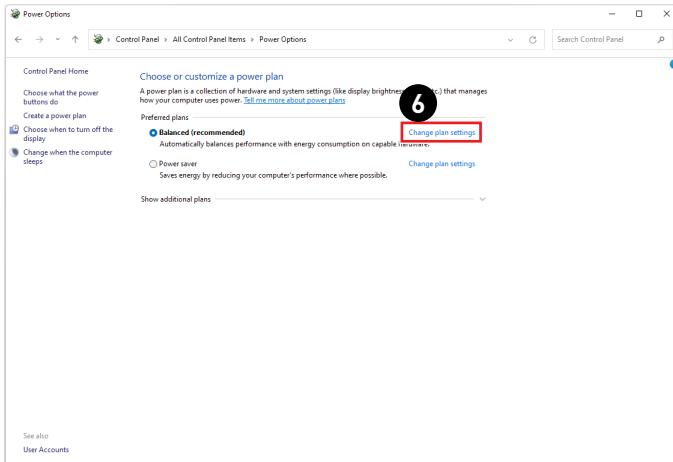 Power Options
Control Panel > All Control Panel Items > Power Options
Search Control Panel
Control Panel Home
Choose what the power
buttons do
Create a power plan
Choose when to turn off the
display
Change when the computer
sleeps
Choose or customize a power plan
A power plan is a collection of hardware and system settings (like display brightness, etc.) that manages
how your computer uses power. Tell me more about power plans
6
Preferred plans
Balanced (recommended)
Change plan settings
Automatically balances performance with energy consumption on capable hardware.
Power saver
Change plan settings
Saves energy by reducing your computer's performance where possible.
Show additional plans
See also
User Accounts